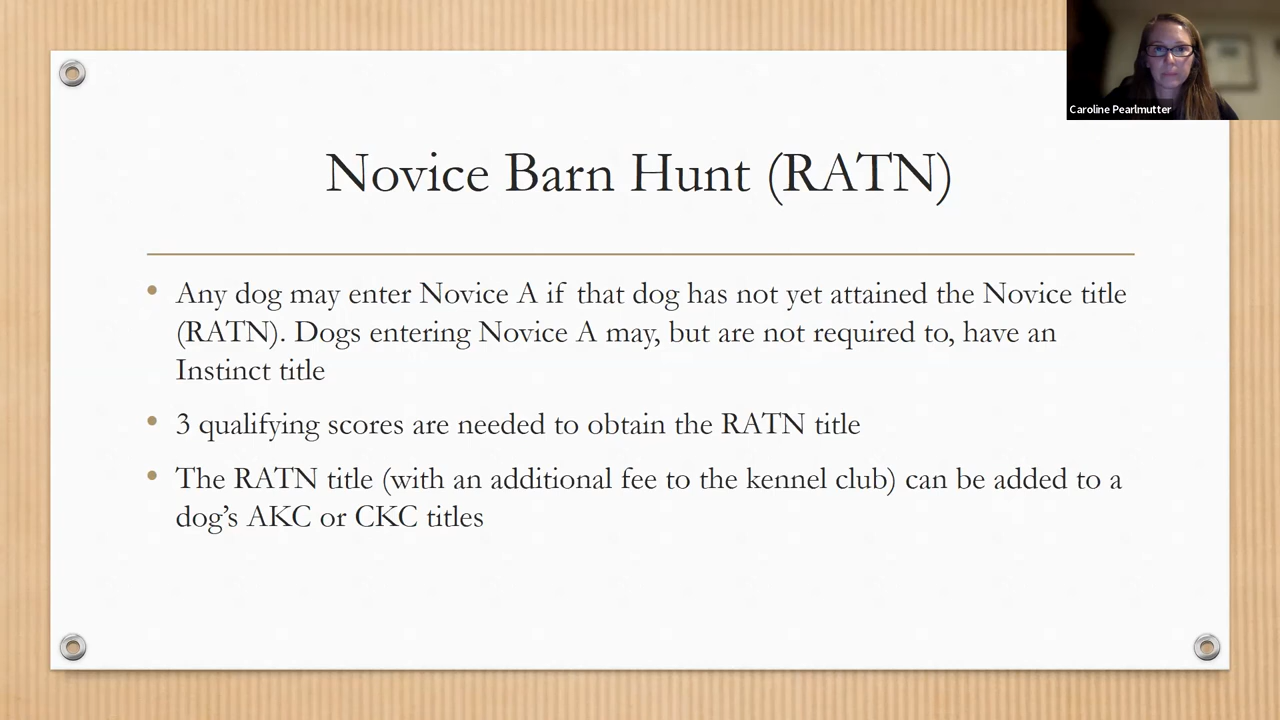 Caroline Pearlmutter
Novice Barn Hunt (RATN)
• Any dog may enter Novice A if that dog has not yet attained the Novice title
(RATN). Dogs entering Novice A may, but are not required to, have an
Instinct title
• 3 qualifying scores are needed to obtain the RATN title
• The RATN title (with an additional fee to the kennel club) can be added to a
dog’s AKC or CKC titles